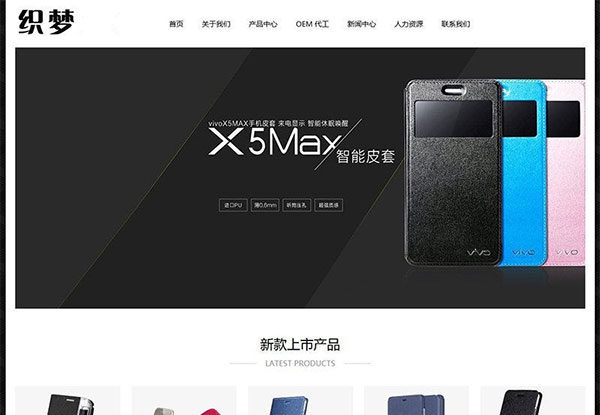 织梦
首页 关于我们 产品中心 OEM 代工 新闻中心 人力资源 联系我们
vivoX5MAX手机皮套 来电显示 智能休眠唤醒
X5Max
智能皮套
进口PU 薄0.6mm 听筒连孔 超强质感
VIVO VIVO VIVO
新款上市产品
LATEST PRODUCTS